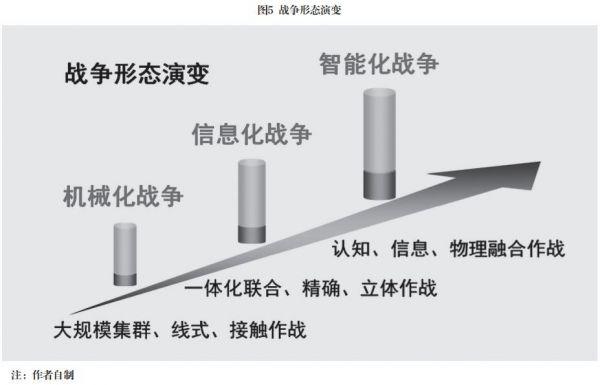 图5 战争形态演变
战争形态演变
智能化战争
信息化战争
机械化战争
认知、信息、物理融合作战
一体化联合、精确、立体作战
大规模集群、线式、接触作战
注：作者自制